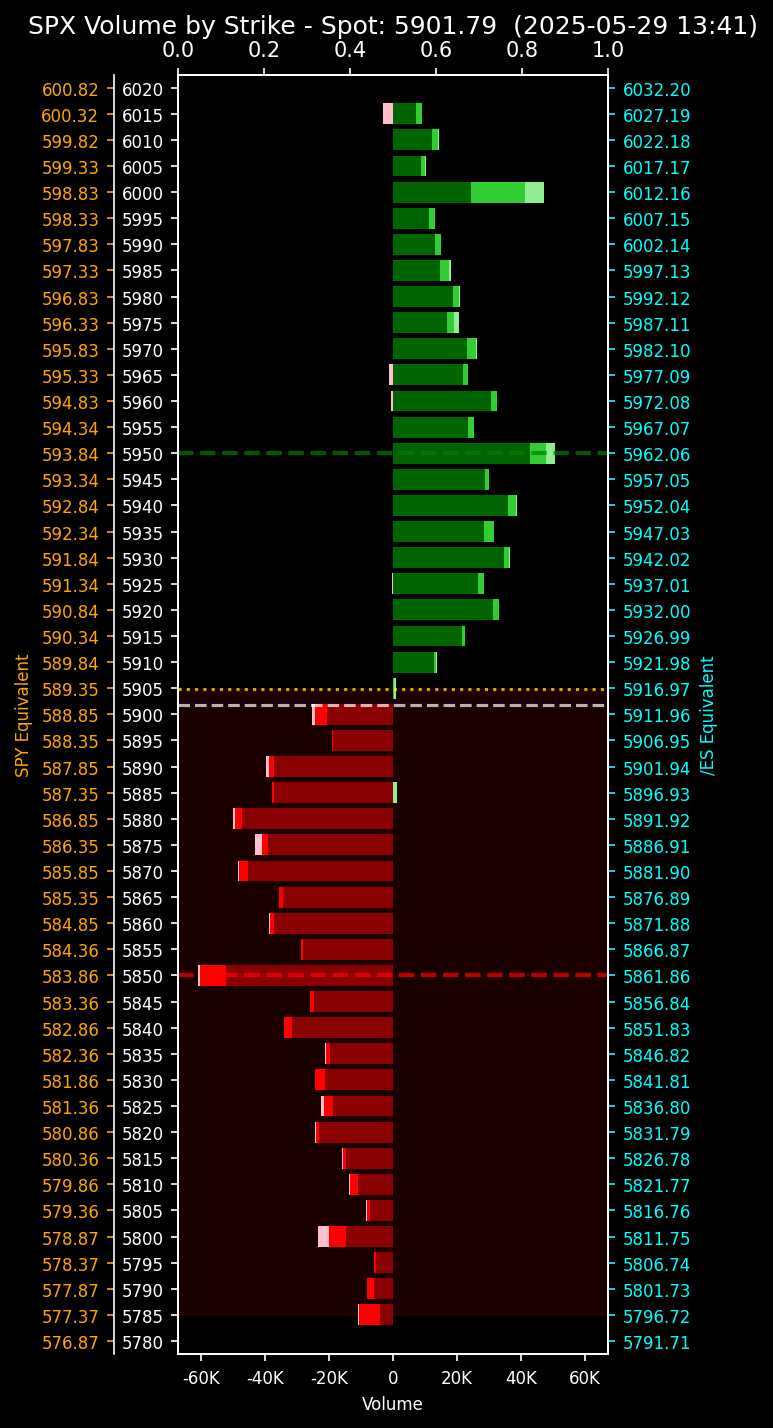 SPX Volume by Strike - Spot: 5901.79 (2025-05-29 13:41)
0.0 0.2 0.4 0.6 0.8 1.0
600.82 6020 6032.20
600.32 6015 6027.19
599.82 6010 6022.18
599.33 6005 6017.17
598.83 6000 6012.16
598.33 5995 6007.15
597.83 5990 6002.14
597.33 5985 5997.13
596.83 5980 5992.12
596.33 5975 5987.11
595.83 5970 5982.10
595.33 5965 5977.09
594.83 5960 5972.08
594.34 5955 5967.07
593.84 5950 5962.06
593.34 5945 5957.05
592.84 5940 5952.04
592.34 5935 5947.03
591.84 5930 5942.02
591.34 5925 5937.01
590.84 5920 5932.00
590.34 5915 5926.99
589.84 5910 5921.98
589.35 5905 5916.97
588.85 5900 5911.96
588.35 5895 5906.95
587.85 5890 5901.94
587.35 5885 5896.93
586.85 5880 5891.92
586.35 5875 5886.91
585.85 5870 5881.90
585.35 5865 5876.89
584.85 5860 5871.88
584.36 5855 5866.87
583.86 5850 5861.86
583.36 5845 5856.84
582.86 5840 5851.83
582.36 5835 5846.82
581.86 5830 5841.81
581.36 5825 5836.80
580.86 5820 5831.79
580.36 5815 5826.78
579.86 5810 5821.77
579.36 5805 5816.76
578.87 5800 5811.75
578.37 5795 5806.74
577.87 5790 5801.73
577.37 5785 5796.72
576.87 5780 5791.71
SPY Equivalent
/ES Equivalent
-60K -40K -20K 0 20K 40K 60K
Volume